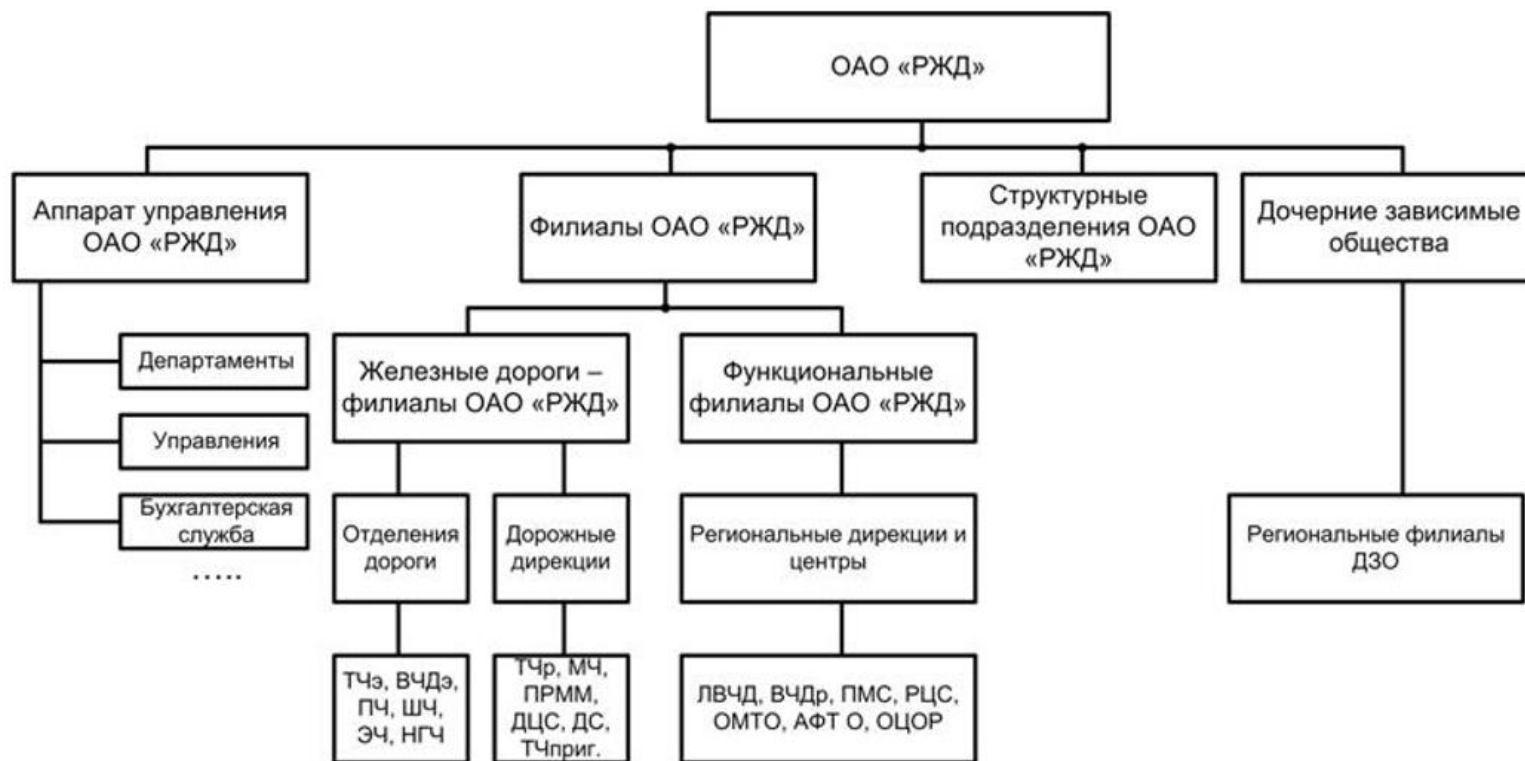 ОАО «РЖД»
Аппарат управления
ОАО «РЖД»
Филиалы ОАО «РЖД»
Структурные
подразделения ОАО
«РЖД»
Дочерние зависимые
общества
Департаменты
Управления
Бухгалтерская
служба
.....
Железные дороги –
филиалы ОАО «РЖД»
Функциональные
филиалы ОАО «РЖД»
Отделения
дороги
Дорожные
дирекции
Региональные дирекции и
центры
Региональные филиалы
ДЗО
ТЧэ, ВЧДэ,
ПЧ, ШЧ,
ЭЧ, НГЧ
ТЧр, МЧ,
ПРММ,
ДЦС, ДС,
ТЧприг.
ЛВЧД, ВЧДр, ПМС, РЦС,
ОМТО, АФТ О, ОЦОР